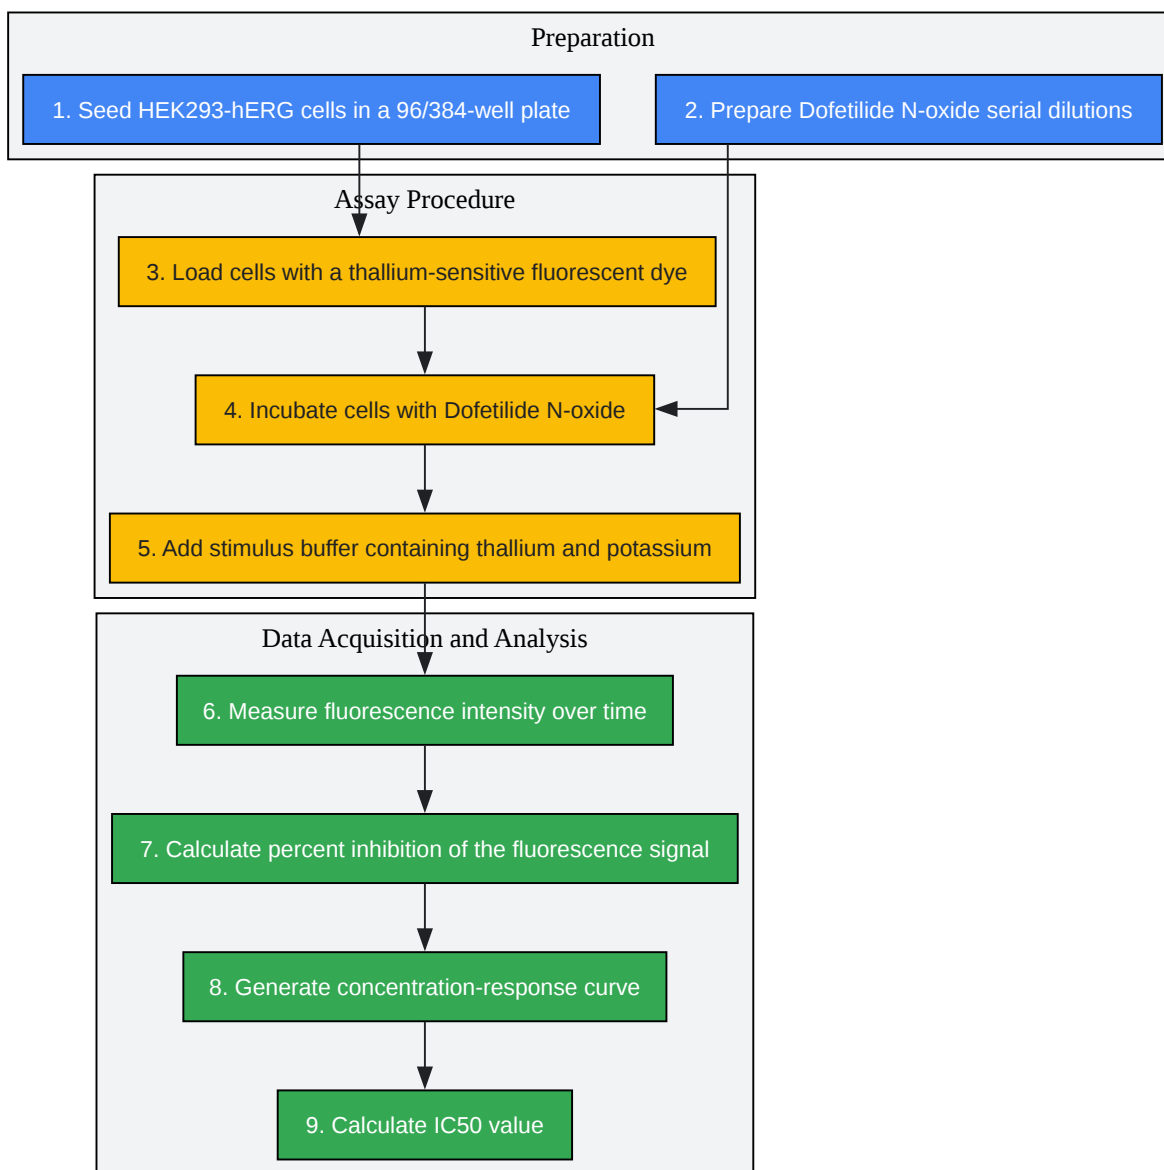 Preparation
1. Seed HEK293-hERG cells in a 96/384-well plate
2. Prepare Dofetilide N-oxide serial dilutions
Assay Procedure
3. Load cells with a thallium-sensitive fluorescent dye
4. Incubate cells with Dofetilide N-oxide
5. Add stimulus buffer containing thallium and potassium
Data Acquisition and Analysis
6. Measure fluorescence intensity over time
7. Calculate percent inhibition of the fluorescence signal
8. Generate concentration-response curve
9. Calculate IC50 value